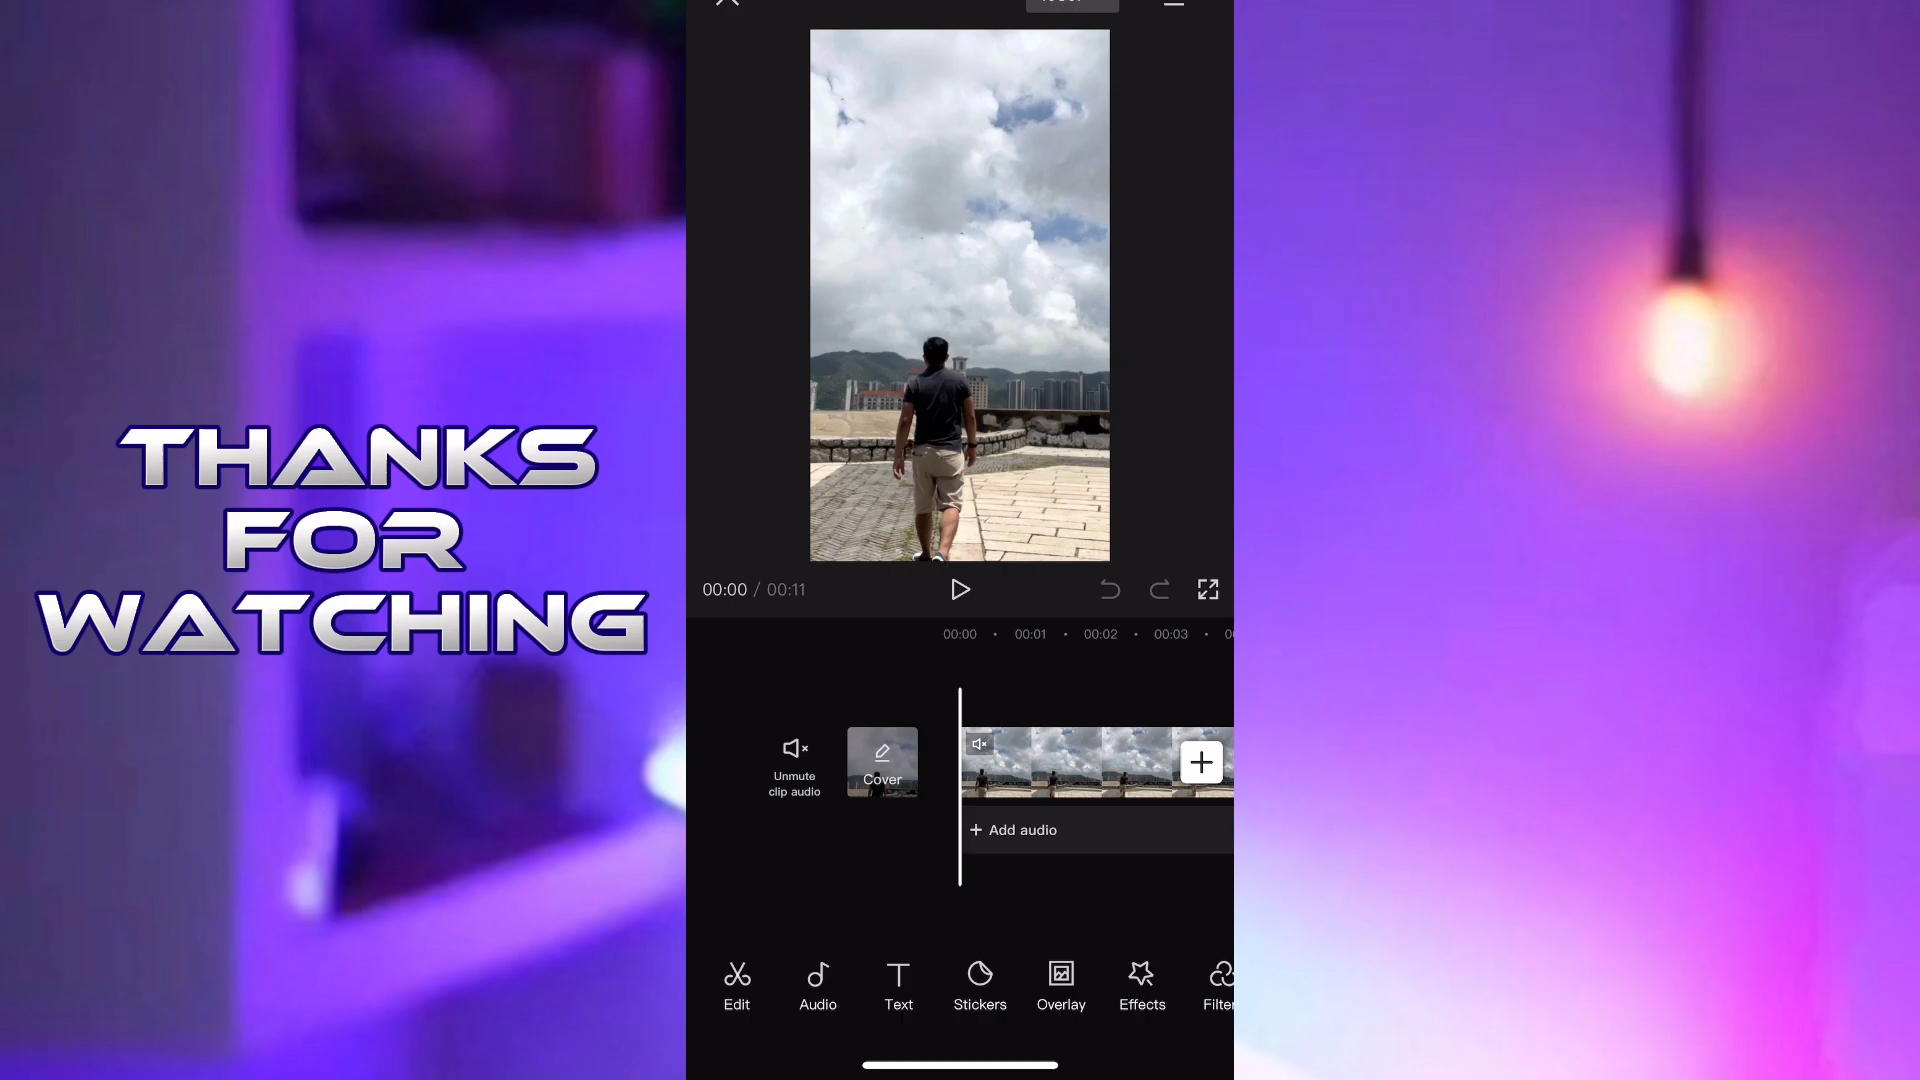 THANKS
FOR
WATCHING
00:00 / 00:11
00:00 • 00:01 • 00:02 • 00:03 •
Unmute
clip audio
Cover
+ Add audio
Edit
Audio
Text
Stickers
Overlay
Effects
Filter